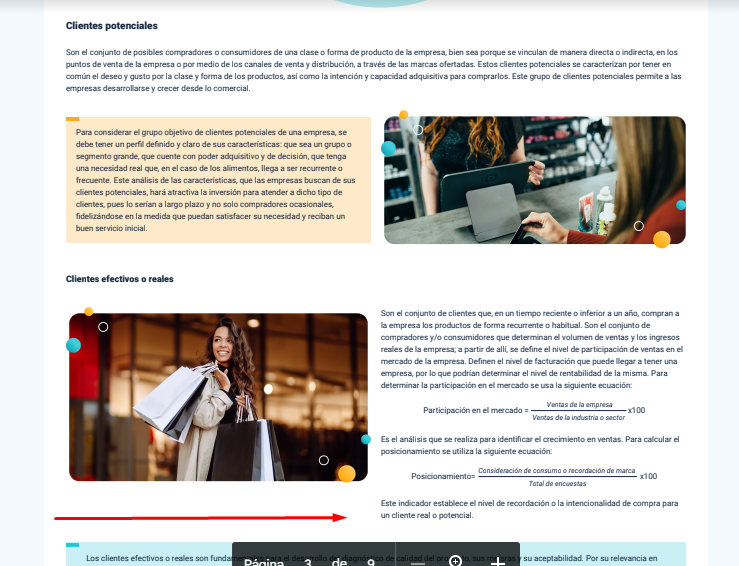 Clientes potenciales
Son el conjunto de posibles compradores o consumidores de una clase o forma de producto de la empresa, bien sea porque se vinculan de manera directa o indirecta, en los
puntos de venta de la empresa o por medio de los canales de venta y distribución, a través de las marcas ofertadas. Estos clientes potenciales se caracterizan por tener en
común el deseo y gusto por la clase y forma de los productos, así como la intención y capacidad adquisitiva para comprarlos. Este grupo de clientes potenciales permite a las
empresas desarrollarse y crecer desde lo comercial.
Para considerar el grupo objetivo de clientes potenciales de una empresa, se
debe tener un perfil definido y claro de sus características: que sea un grupo o
segmento grande, que cuente con poder adquisitivo y de decisión, que tenga
una necesidad real que, en el caso de los alimentos, llega a ser recurrente o
frecuente. Este análisis de las características, que las empresas buscan de sus
clientes potenciales, hará atractiva la inversión para atender a dicho tipo de
clientes, pues lo serían a largo plazo y no solo compradores ocasionales,
fidelizándose en la medida que puedan satisfacer su necesidad y reciban un
buen servicio inicial.
Clientes efectivos o reales
Son el conjunto de clientes que, en un tiempo reciente o inferior a un año, compran a
la empresa los productos de forma recurrente o habitual. Son el conjunto de
compradores y/o consumidores que determinan el volumen de ventas y los ingresos
reales de la empresa; a partir de allí, se define el nivel de participación de ventas en el
mercado de la empresa. Definen el nivel de facturación que puede llegar a tener una
empresa, por lo que podrían determinar el nivel de rentabilidad de la misma. Para
determinar la participación en el mercado se usa la siguiente ecuación:
Participación en el mercado = Ventas de la empresa x100
Ventas de la industria o sector
Es el análisis que se realiza para identificar el crecimiento en ventas. Para calcular el
posicionamiento se utiliza la siguiente ecuación:
Posicionamiento= Consideración de consumo o recordación de marca x100
Total de encuestas
Este indicador establece el nivel de recordación o la intencionalidad de compra para
un cliente real o potencial.
Los clientes efectivos o reales son fundamentales para el desarrollo del diagnóstico de calidad del producto, sus marcas y su aceptabilidad. Por su relevancia en
Página 3 de 9